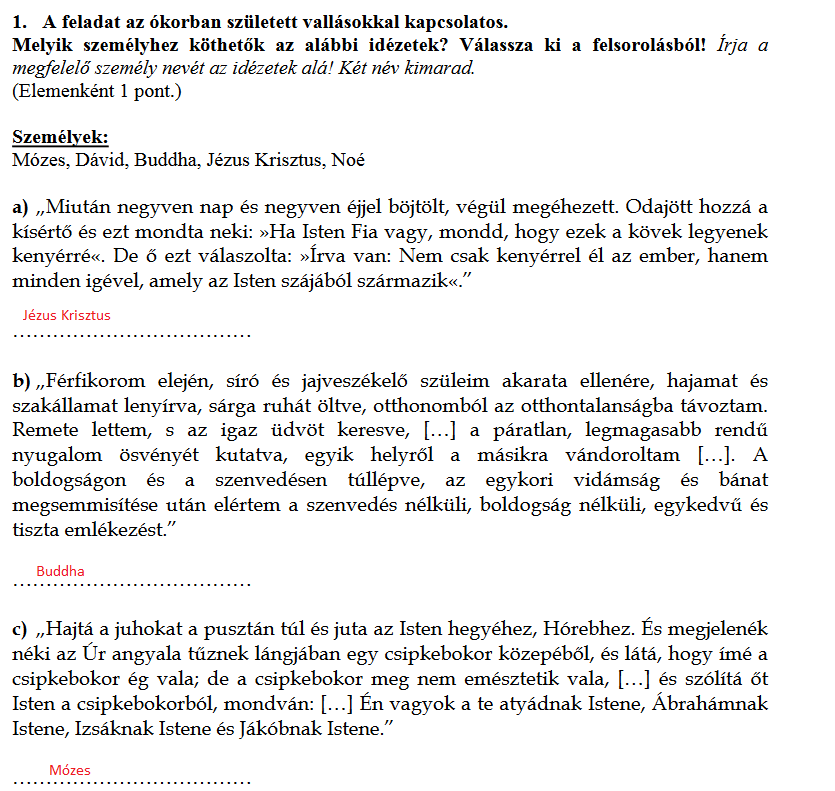 1. A feladat az ókorban született vallásokkal kapcsolatos.
Melyik személyhez köthetők az alábbi idézetek? Válassza ki a felsorolásból! Írja a
megfelelő személy nevét az idézetek alá! Két név kimarad.
(Elemenként 1 pont.)
Személyek:
Mózes, Dávid, Buddha, Jézus Krisztus, Noé
a) „Miután negyven nap és negyven éjjel böjtölt, végül megéhezett. Odajött hozzá a
kísértő és ezt mondta neki: »Ha Isten Fia vagy, mondd, hogy ezek a kövek legyenek
kenyérré«. De ő ezt válaszolta: »Írva van: Nem csak kenyérrel él az ember, hanem
minden igével, amely az Isten szájából származik«.”
Jézus Krisztus
....................................
b) „Férfikorom elején, síró és jajveszékelő szüleim akarata ellenére, hajamat és
szakállamat lenyírva, sárga ruhát öltve, otthonomból az otthontalanságba távoztam.
Remete lettem, s az igaz üdvöt keresve, […] a páratlan, legmagasabb rendű
nyugalom ösvényét kutatva, egyik helyről a másikra vándoroltam […]. A
boldogságon és a szenvedésen túllépve, az egykori vidámság és bánat
megsemmisítése után elértem a szenvedés nélküli, boldogság nélküli, egykedvű és
tiszta emlékezést.”
Buddha
....................................
c) „Hajtá a juhokat a pusztán túl és juta az Isten hegyéhez, Hórebhez. És megjelenék
néki az Úr angyala tűznek lángjában egy csipkebokor közepéből, és látá, hogy ímé a
csipkebokor ég vala; de a csipkebokor meg nem emésztetik vala, […] és szólítá őt
Isten a csipkebokorból, mondván: […] Én vagyok a te atyádnak Istene, Ábrahámnak
Istene, Izsáknak Istene és Jákóbnak Istene.”
Mózes
....................................